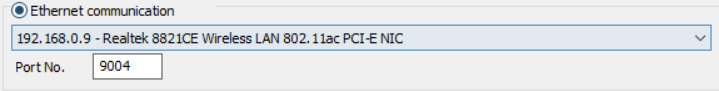 Ethernet communication
192.168.0.9 - Realtek 8821CE Wireless LAN 802.11ac PCI-E NIC
Port No. 9004